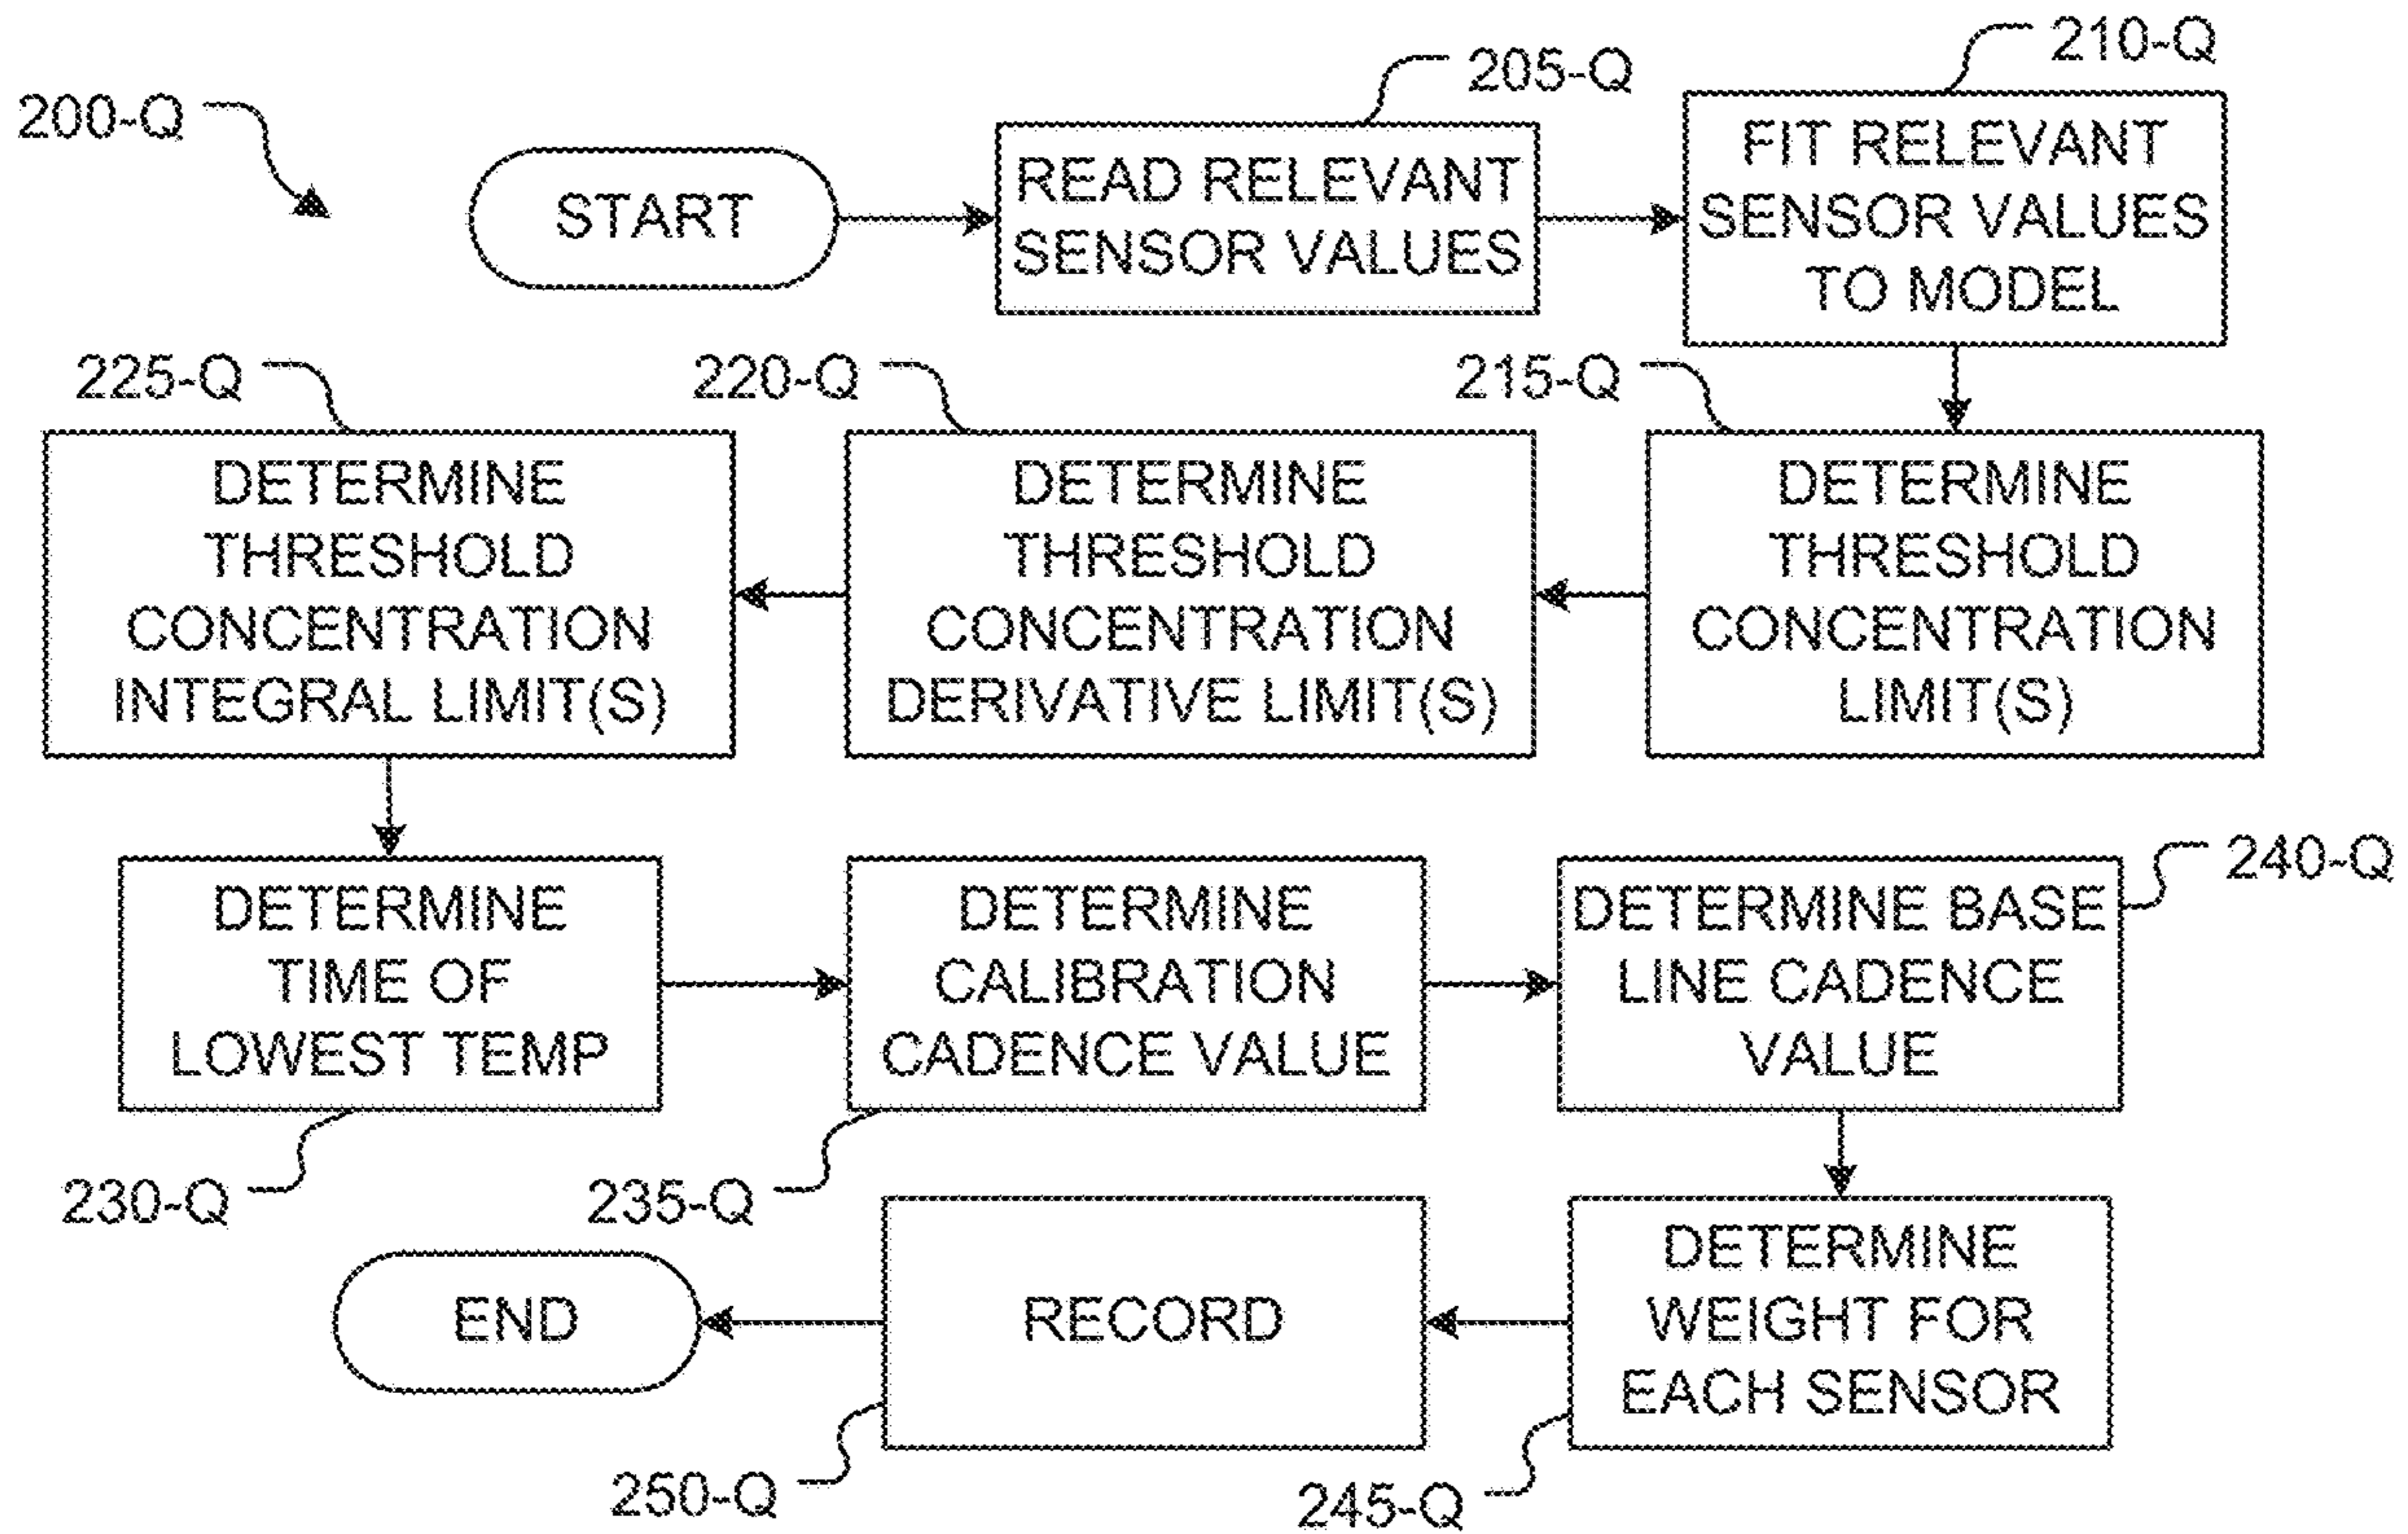 200-Q
START
205-Q
READ RELEVANT
SENSOR VALUES
210-Q
FIT RELEVANT
SENSOR VALUES
TO MODEL
215-Q
DETERMINE
THRESHOLD
CONCENTRATION
LIMIT(S)
220-Q
DETERMINE
THRESHOLD
CONCENTRATION
DERIVATIVE LIMIT(S)
225-Q
DETERMINE
THRESHOLD
CONCENTRATION
INTEGRAL LIMIT(S)
DETERMINE
TIME OF
LOWEST TEMP
230-Q
DETERMINE
CALIBRATION
CADENCE VALUE
235-Q
240-Q
DETERMINE BASE
LINE CADENCE
VALUE
DETERMINE
WEIGHT FOR
EACH SENSOR
245-Q
RECORD
250-Q
END